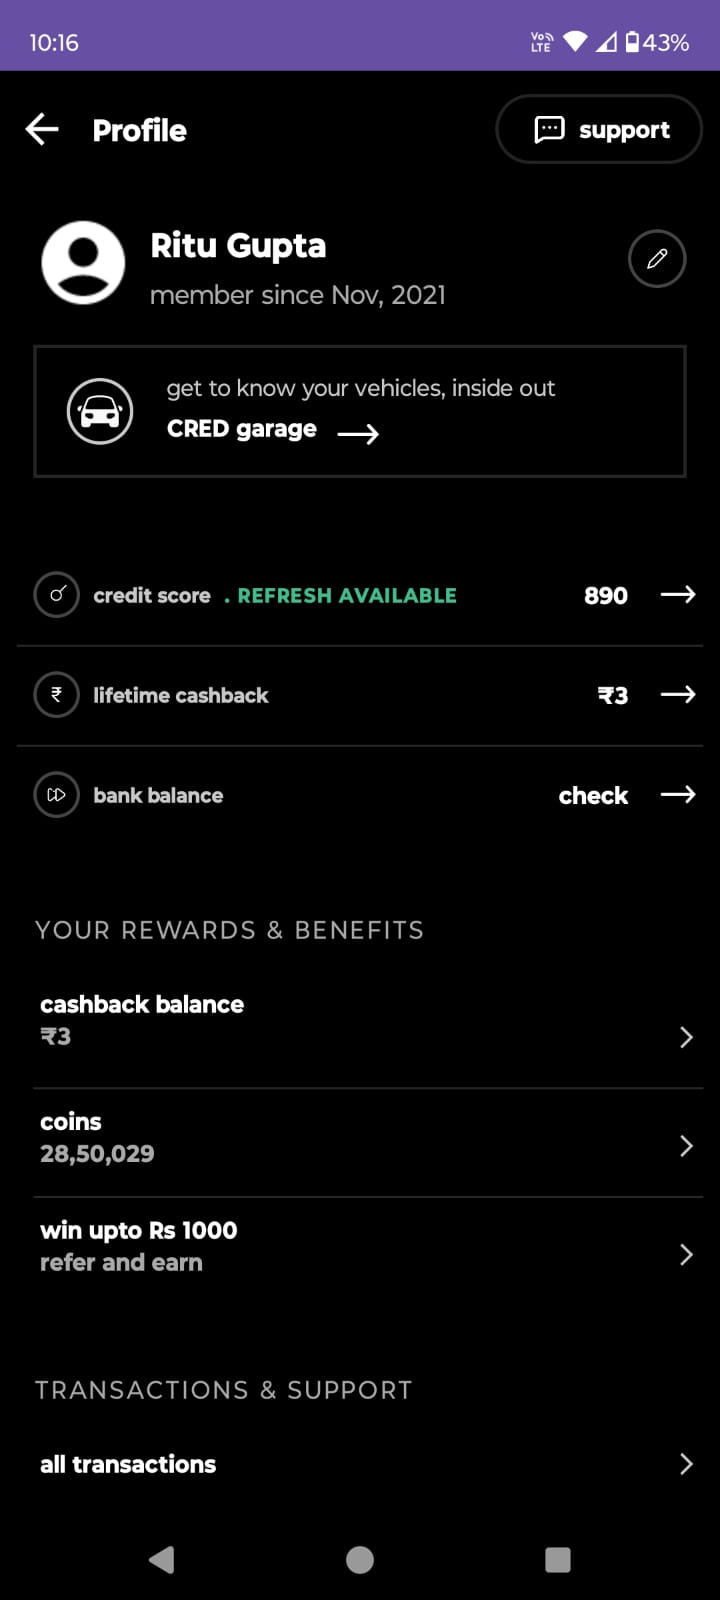 10:16
Vo LTE 43%
Profile
support
Ritu Gupta
member since Nov, 2021
get to know your vehicles, inside out
CRED garage
credit score . REFRESH AVAILABLE 890
₹ lifetime cashback ₹3
bank balance check
YOUR REWARDS & BENEFITS
cashback balance
₹3
coins
28,50,029
win upto Rs 1000
refer and earn
TRANSACTIONS & SUPPORT
all transactions